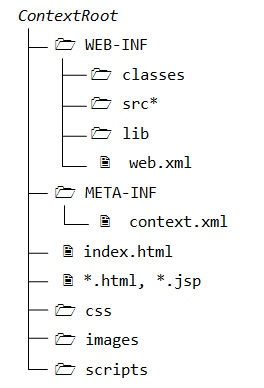 ContextRoot
WEB-INF
classes
src*
lib
web.xml
META-INF
context.xml
index.html
*.html, *.jsp
css
images
scripts